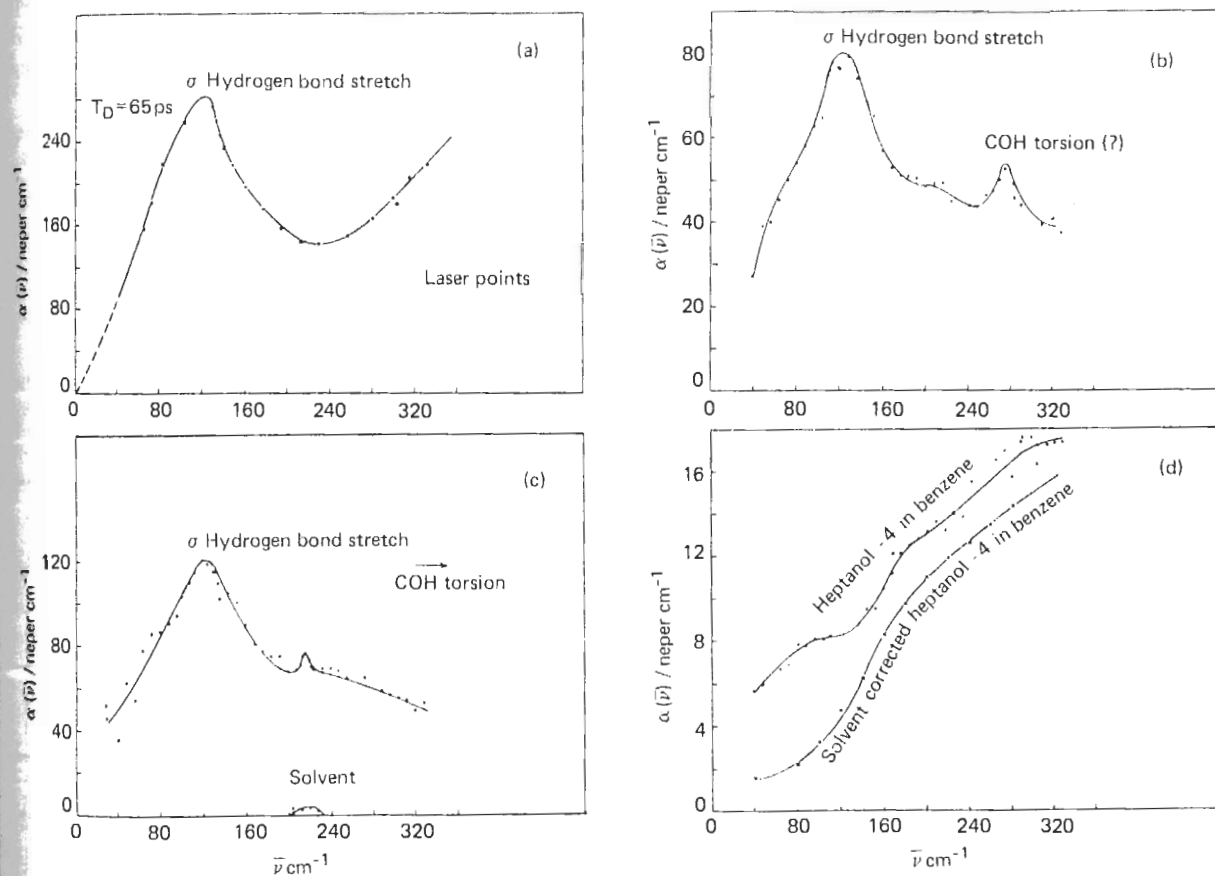 (a)
σ Hydrogen bond stretch
T_D=65ps
240
160
80
0
α (ν) / neper cm⁻¹
Laser points
0 80 160 240 320
(b)
σ Hydrogen bond stretch
COH torsion (?)
80
60
40
20
0
α (ν̄) / neper cm⁻¹
0 80 160 240 320
(c)
σ Hydrogen bond stretch
COH torsion
120
80
40
0
α (ν̄) / neper cm⁻¹
Solvent
0 80 160 240 320
ν̄ cm⁻¹
(d)
16
12
8
4
0
α (ν̄) / neper cm⁻¹
Heptanol -4 in benzene
Solvent corrected heptanol -4 in benzene
0 80 160 240 320
ν̄ cm⁻¹